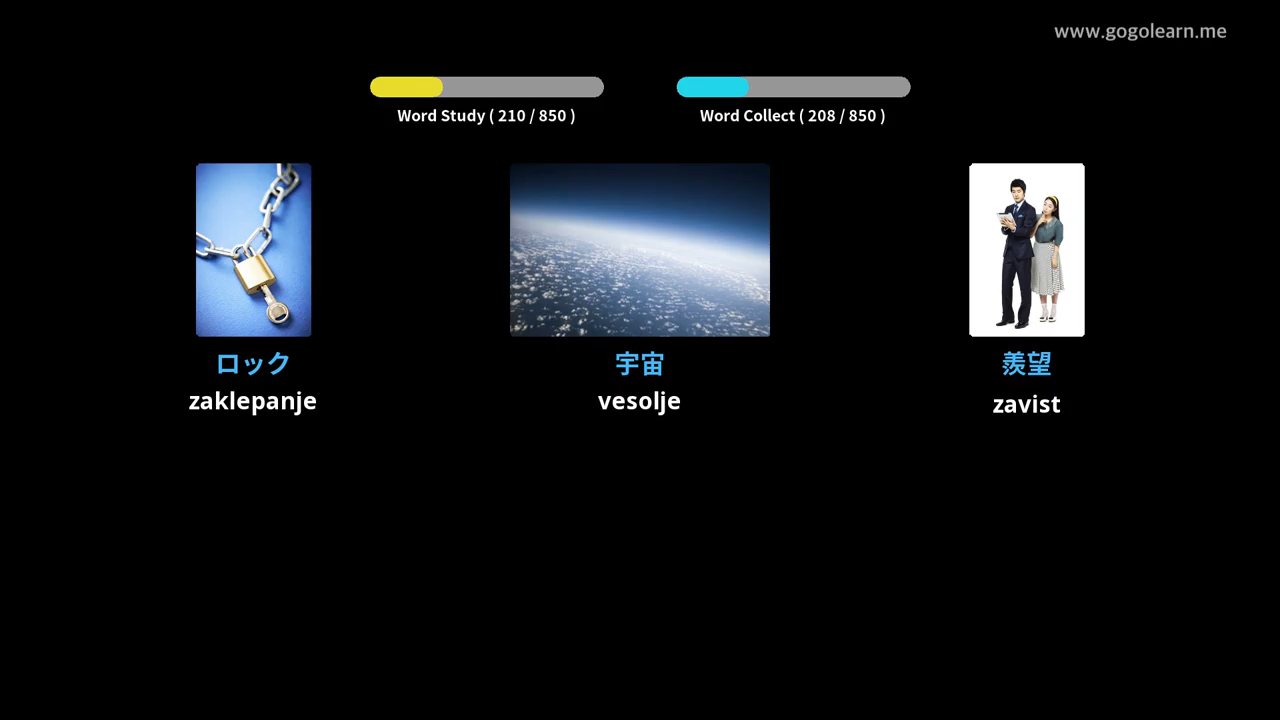 www.gogolearn.me
Word Study ( 210 / 850 )
Word Collect ( 208 / 850 )
ロック
宇宙
羨望
zaklepanje
vesolje
zavist